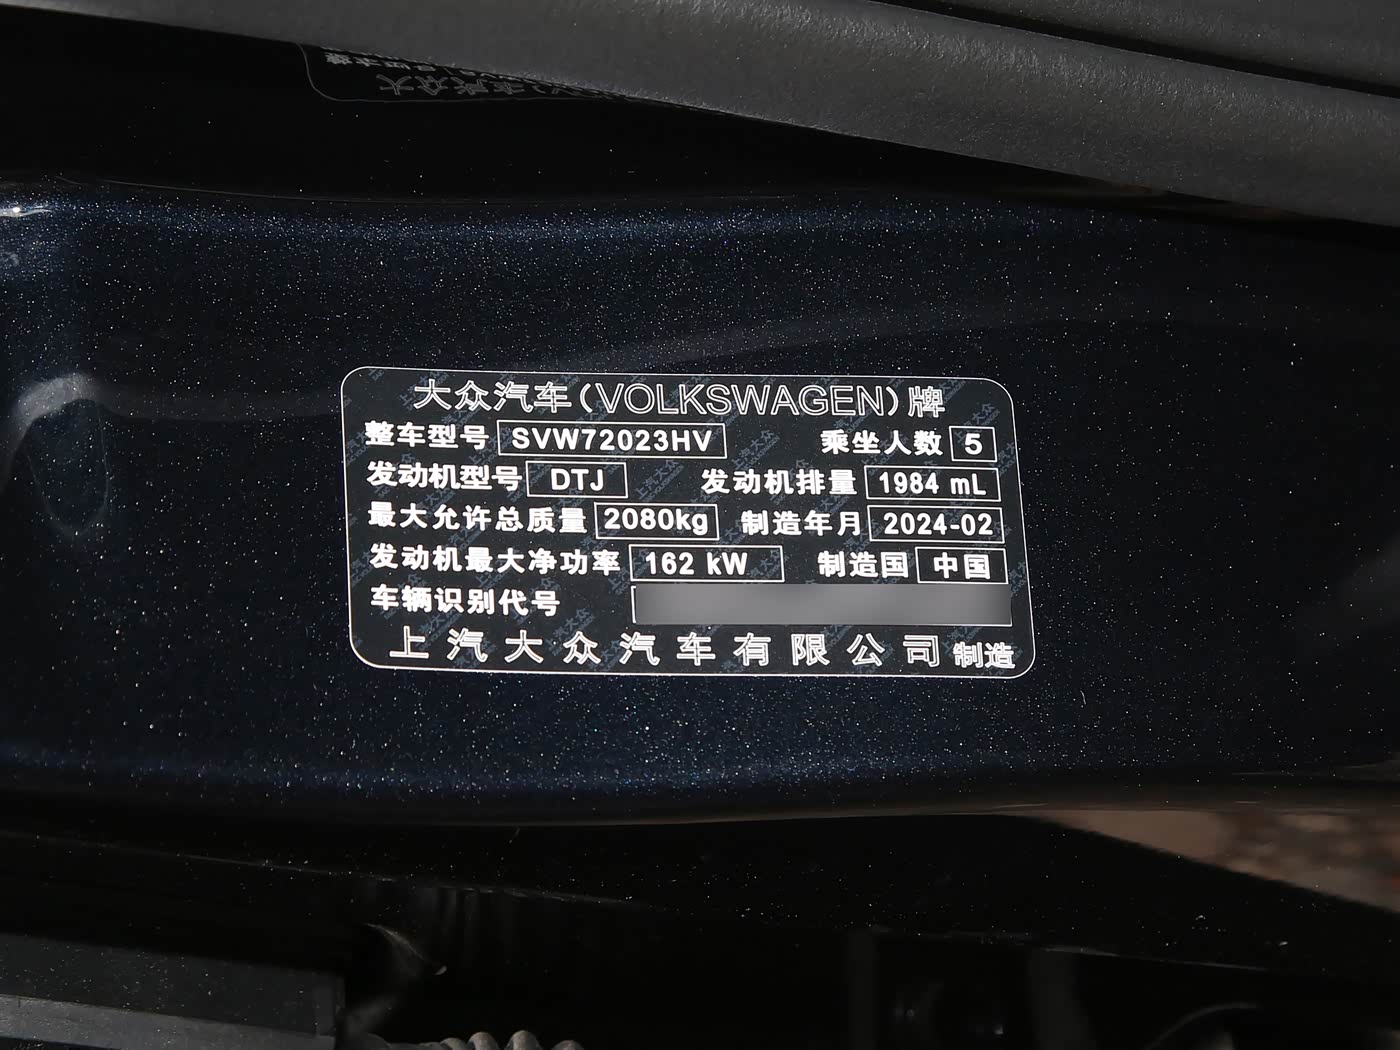 大众汽车(VOLKSWAGEN)牌
整车型号 SVW72023HV 乘坐人数 5
发动机型号 DTJ 发动机排量 1984 mL
最大允许总质量 2080kg 制造年月 2024-02
发动机最大净功率 162 kW 制造国 中国
车辆识别代号
上汽大众汽车有限公司制造